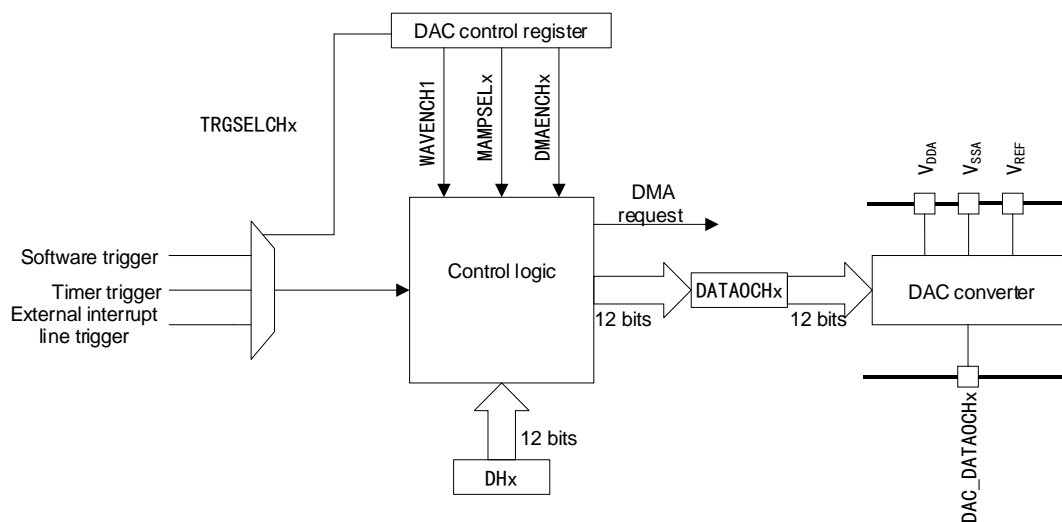 DAC control register
TRGSELCHx
WAVENCH1
MAMPSELx
DMAENCHx
VDDA
VSSA
VREF
DMA
request
Software trigger
Timer trigger
External interrupt
line trigger
Control logic
DATAOCHx
DAC converter
12 bits
12 bits
12 bits
DHx
DAC_DATAOCHx